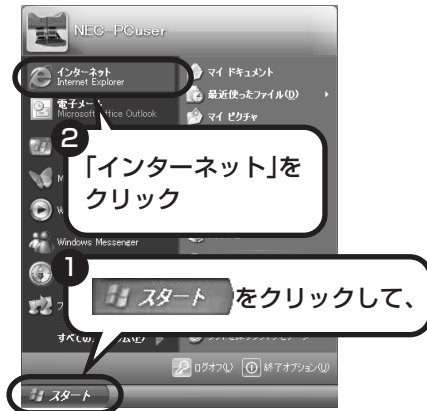 NEC-PCuser
インターネット
Internet Explorer
電子メール
Microsoft Office Outlook
マイ ドキュメント
最近使ったファイル(D)
マイ ピクチャ
2
「インターネット」を
クリック
Windows Messenger
1
スタート をクリックして、
ログオフ(L)
終了オプション(U)
スタート